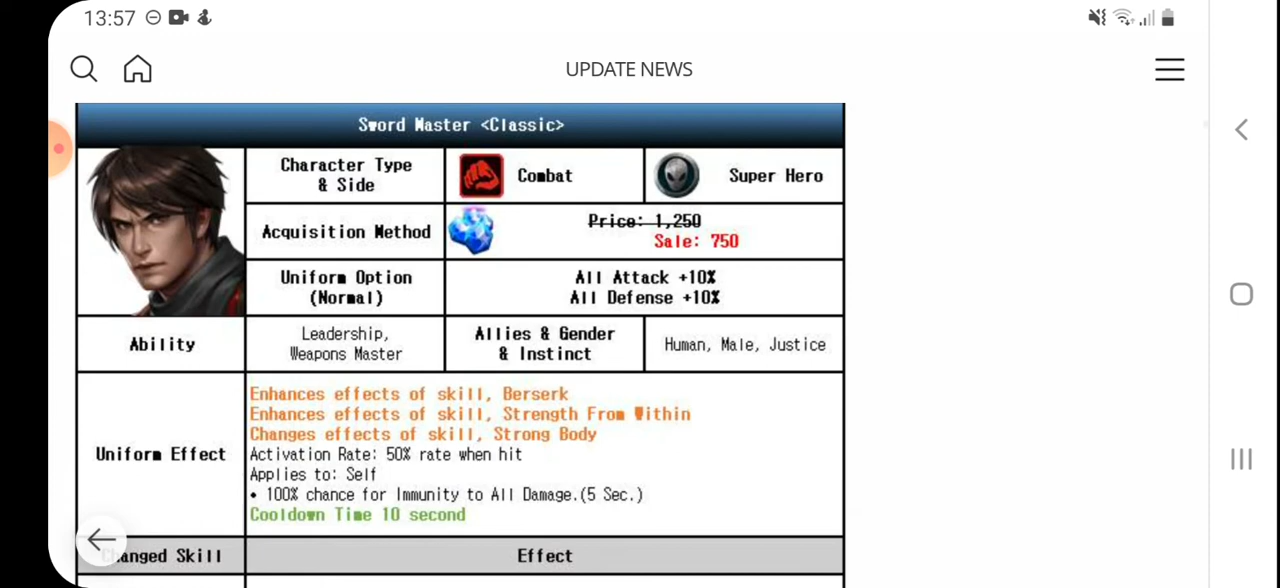 13:57
UPDATE NEWS
Sword Master <Classic>
Character Type
& Side
Combat
Super Hero
Acquisition Method
Price: 1,250
Sale: 750
Uniform Option
(Normal)
All Attack +10%
All Defense +10%
Ability
Leadership,
Weapons Master
Allies & Gender
& Instinct
Human, Male, Justice
Uniform Effect
Enhances effects of skill, Berserk
Enhances effects of skill, Strength From Within
Changes effects of skill, Strong Body
Activation Rate: 50% rate when hit
Applies to: Self
• 100% chance for Immunity to All Damage.(5 Sec.)
Cooldown Time 10 second
Changed Skill
Effect